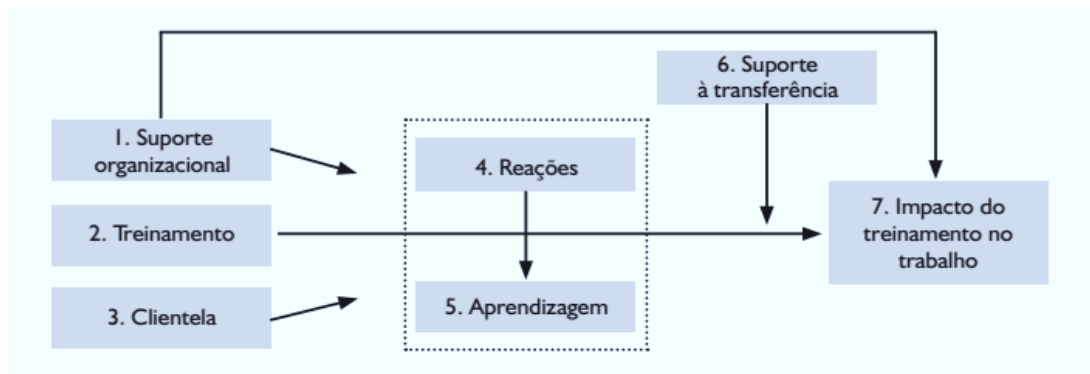 6. Suporte
à transferência
1. Suporte
organizacional
4. Reações
2. Treinamento
7. Impacto do
treinamento no
trabalho
3. Clientela
5. Aprendizagem